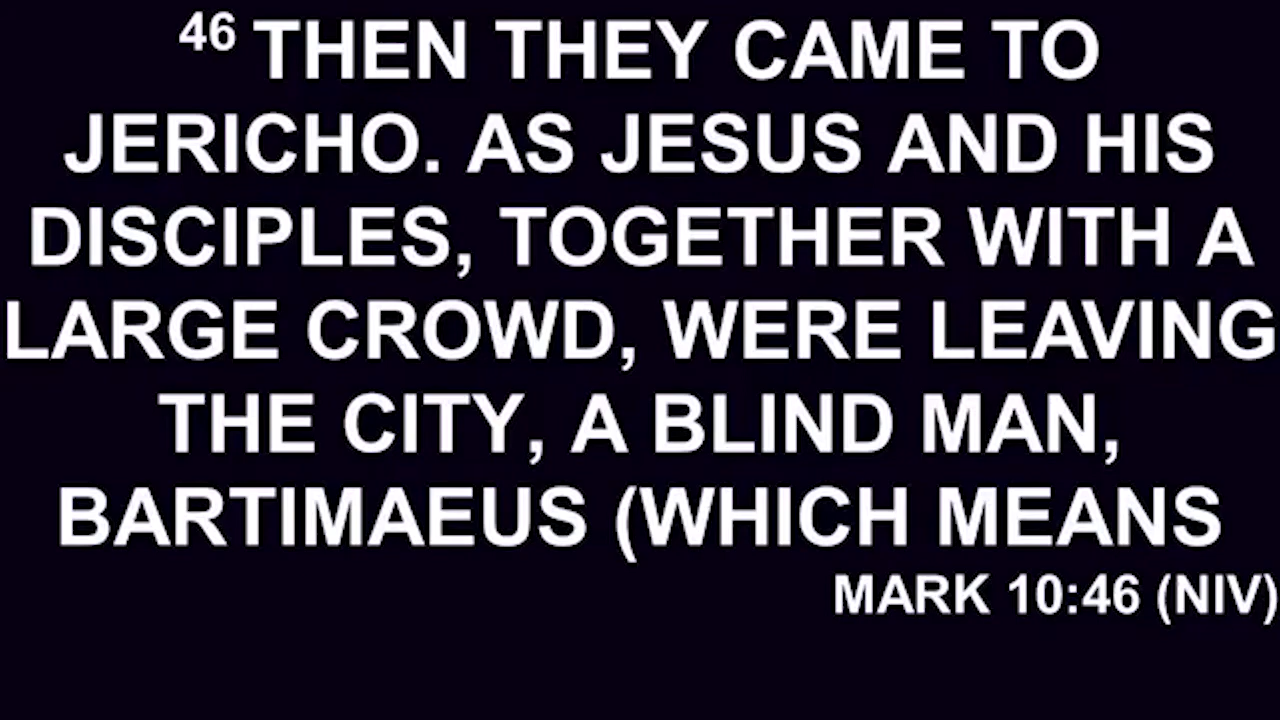 46 THEN THEY CAME TO
JERICHO. AS JESUS AND HIS
DISCIPLES, TOGETHER WITH A
LARGE CROWD, WERE LEAVING
THE CITY, A BLIND MAN,
BARTIMAEUS (WHICH MEANS
MARK 10:46 (NIV)